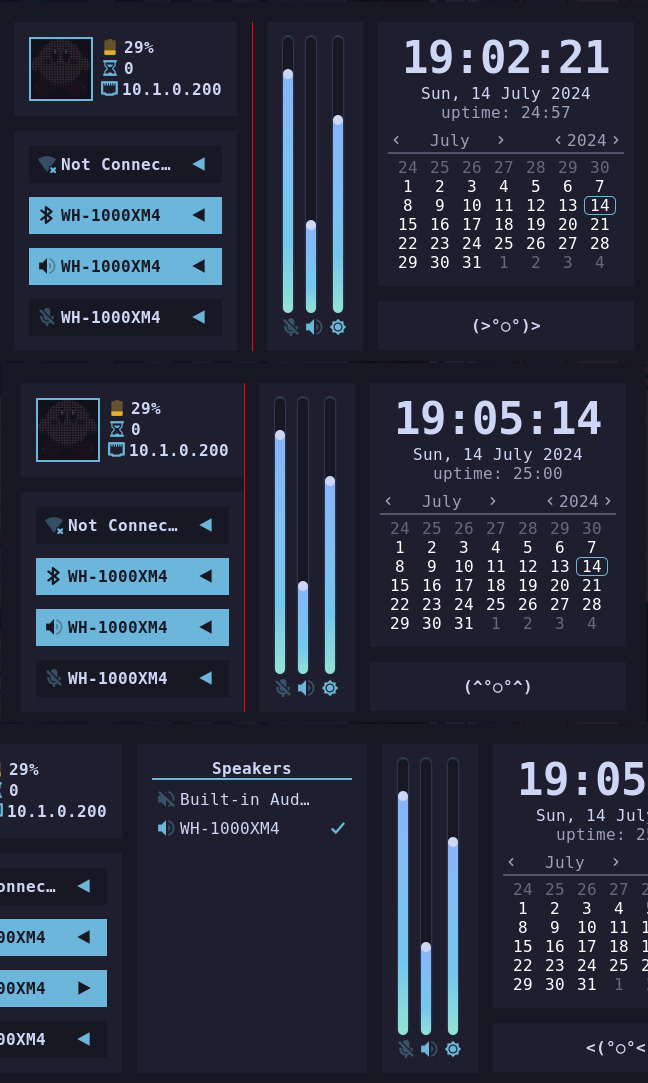 29%
0
10.1.0.200
Not Connec…
WH-1000XM4
WH-1000XM4
WH-1000XM4
19:02:21
Sun, 14 July 2024
uptime: 24:57
‹ July › ‹ 2024 ›
24 25 26 27 28 29 30
1 2 3 4 5 6 7
8 9 10 11 12 13 14
15 16 17 18 19 20 21
22 23 24 25 26 27 28
29 30 31 1 2 3 4
(>°○°)>
29%
0
10.1.0.200
Not Connec…
WH-1000XM4
WH-1000XM4
WH-1000XM4
19:05:14
Sun, 14 July 2024
uptime: 25:00
‹ July › ‹ 2024 ›
24 25 26 27 28 29 30
1 2 3 4 5 6 7
8 9 10 11 12 13 14
15 16 17 18 19 20 21
22 23 24 25 26 27 28
29 30 31 1 2 3 4
(^°○°^)
29%
0
10.1.0.200
onnec…
00XM4
00XM4
00XM4
Speakers
Built-in Aud…
WH-1000XM4
19:05
Sun, 14 July
uptime: 25
‹ July ›
24 25 26 27 28
1 2 3 4
8 9 10 11
15 16 17 18
22 23 24 25
29 30 31 1
<(°○°<